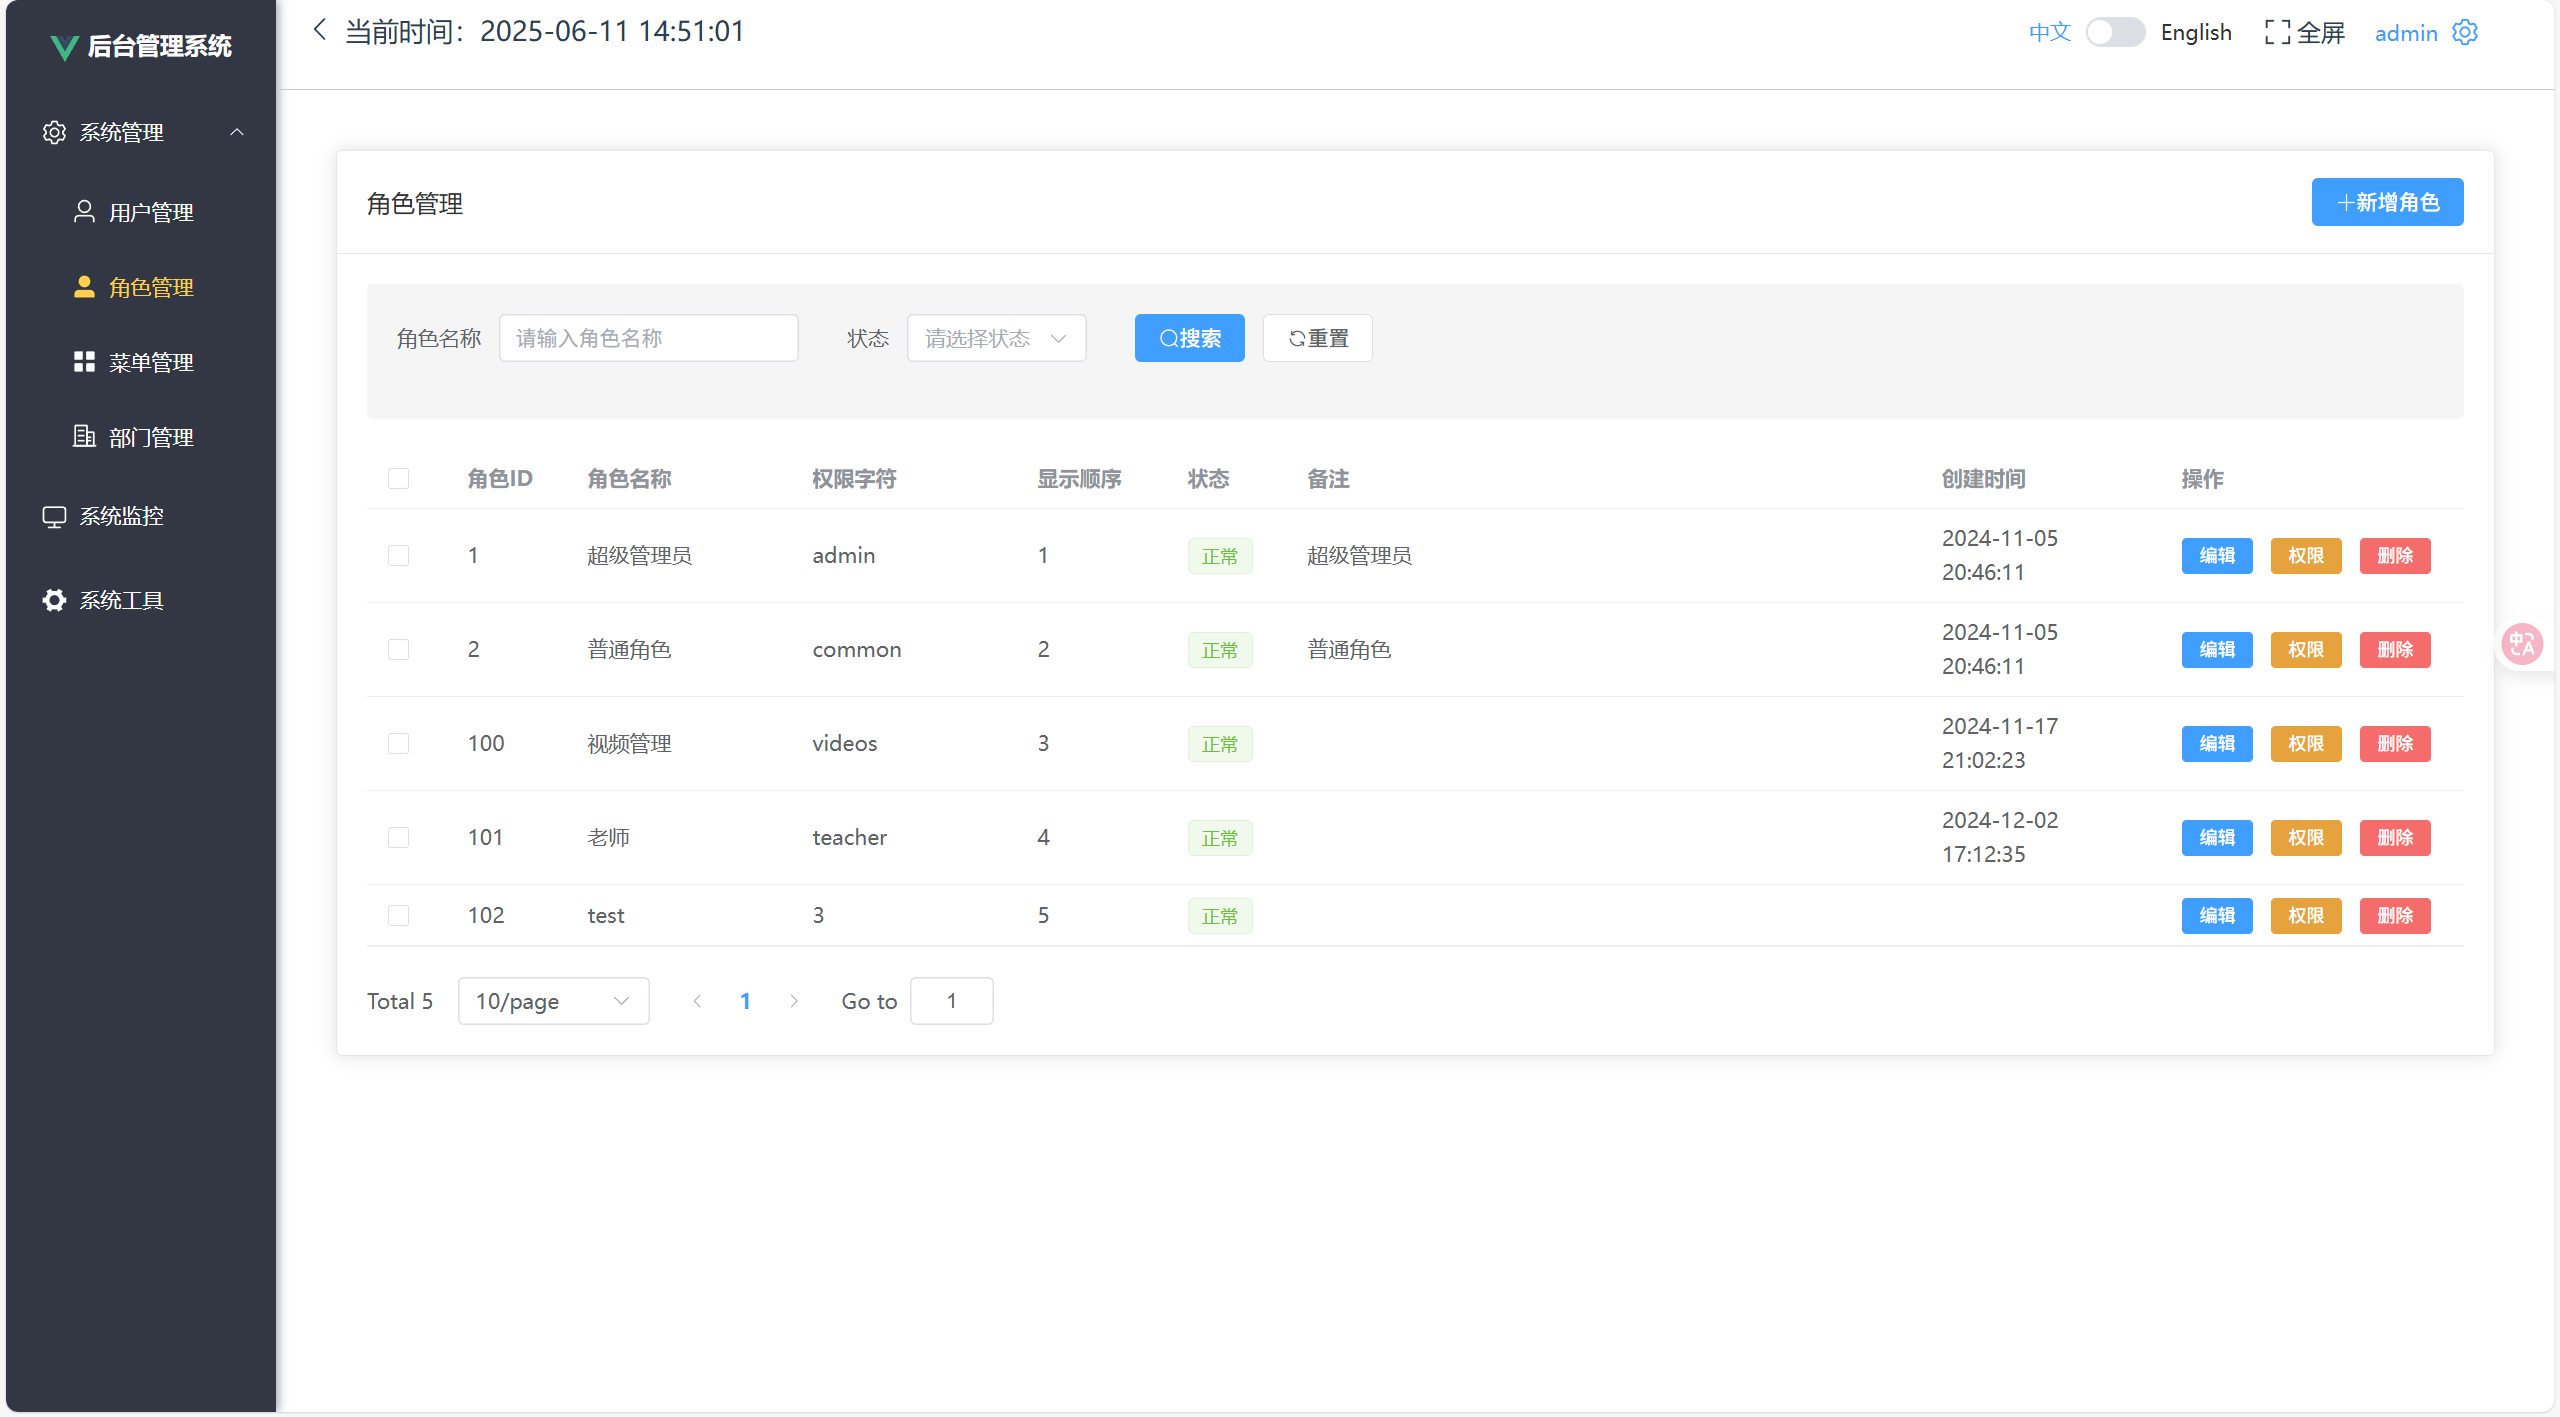 后台管理系统
系统管理
用户管理
角色管理
菜单管理
部门管理
系统监控
系统工具
当前时间：2025-06-11 14:51:01
中文 English 全屏 admin
角色管理 新增角色
角色名称 请输入角色名称 状态 请选择状态 搜索 重置
角色ID 角色名称 权限字符 显示顺序 状态 备注 创建时间 操作
1 超级管理员 admin 1 正常 超级管理员 2024-11-05 20:46:11 编辑 权限 删除
2 普通角色 common 2 正常 普通角色 2024-11-05 20:46:11 编辑 权限 删除
100 视频管理 videos 3 正常 2024-11-17 21:02:23 编辑 权限 删除
101 老师 teacher 4 正常 2024-12-02 17:12:35 编辑 权限 删除
102 test 3 5 正常 编辑 权限 删除
Total 5 10/page 1 Go to 1
中 A